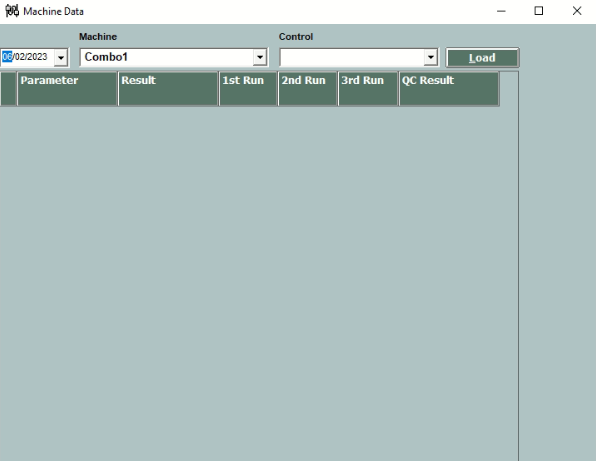 Machine Data
Machine Control
06/02/2023 Combo1 Load
Parameter Result 1st Run 2nd Run 3rd Run QC Result